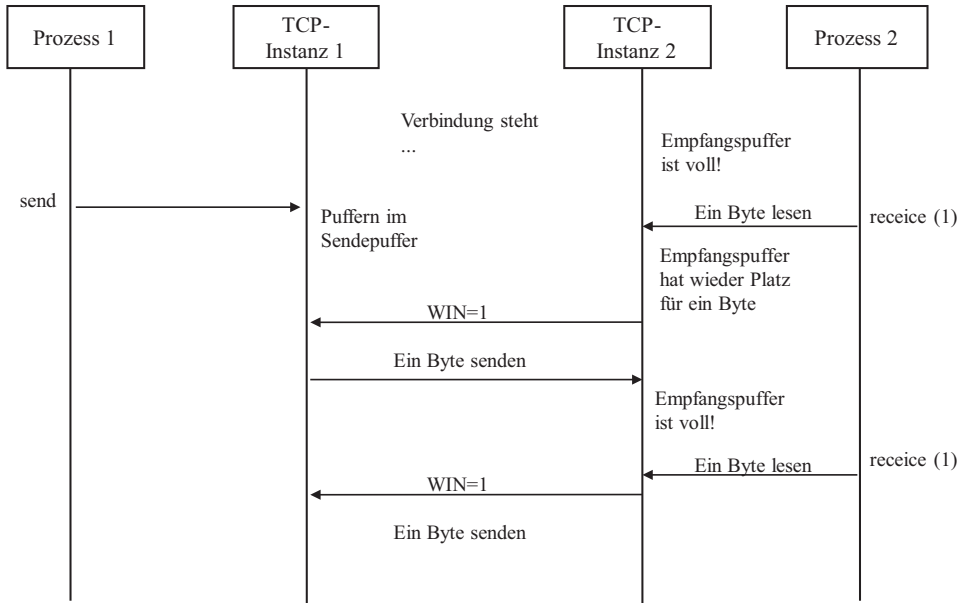 Prozess 1
TCP-
Instanz 1
TCP-
Instanz 2
Prozess 2
Verbindung steht
...
Empfangspuffer
ist voll!
send
Puffern im
Sendepuffer
Ein Byte lesen
receice (1)
Empfangspuffer
hat wieder Platz
für ein Byte
WIN=1
Ein Byte senden
Empfangspuffer
ist voll!
Ein Byte lesen
receice (1)
WIN=1
Ein Byte senden